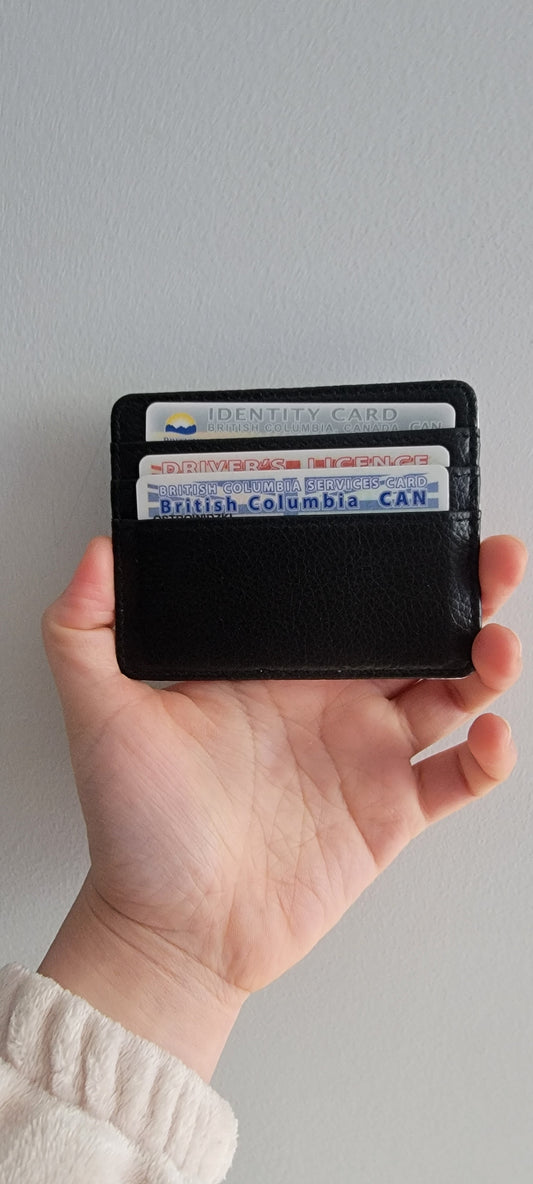 IDENTITY CARD
BRITISH COLUMBIA, CANADA CAN
DRIVER'S LICENCE
BRITISH COLUMBIA SERVICES CARD
British Columbia CAN